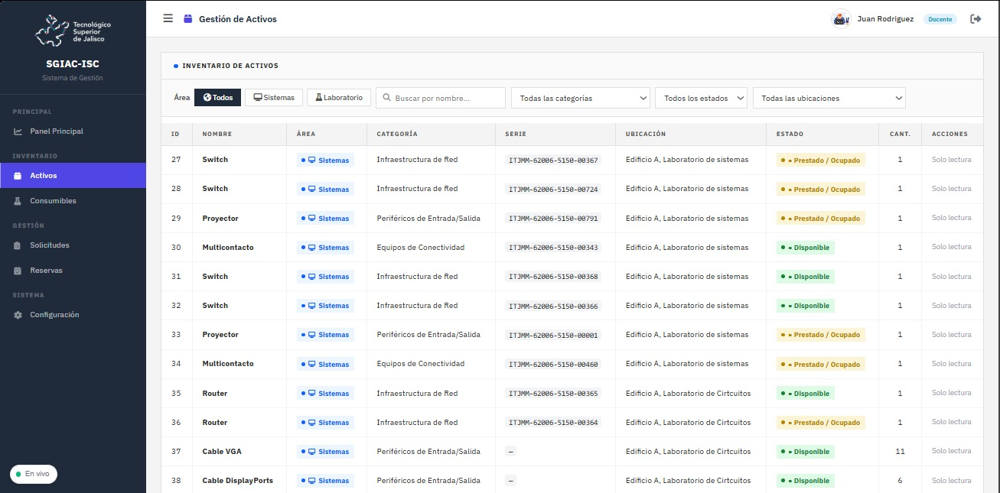 Tecnológico
Superior
de Jalisco
SGIAC-ISC
Sistema de Gestión
PRINCIPAL
Panel Principal
INVENTARIO
Activos
Consumibles
GESTIÓN
Solicitudes
Reservas
SISTEMA
Configuración
En vivo
Gestión de Activos
Juan Rodriguez Docente
INVENTARIO DE ACTIVOS
Área Todos Sistemas Laboratorio Buscar por nombre... Todas las categorías Todos los estados Todas las ubicaciones
ID NOMBRE ÁREA CATEGORÍA SERIE UBICACIÓN ESTADO CANT. ACCIONES
27 Switch Sistemas Infraestructura de Red ITJMM-62006-5150-00367 Edificio A, Laboratorio de sistemas Prestado / Ocupado 1 Solo lectura
28 Switch Sistemas Infraestructura de Red ITJMM-62006-5150-00724 Edificio A, Laboratorio de sistemas Prestado / Ocupado 1 Solo lectura
29 Proyector Sistemas Periféricos de Entrada/Salida ITJMM-62006-5150-00791 Edificio A, Laboratorio de sistemas Prestado / Ocupado 1 Solo lectura
30 Multicontacto Sistemas Equipos de Conectividad ITJMM-62006-5150-00343 Edificio A, Laboratorio de sistemas Disponible 1 Solo lectura
31 Switch Sistemas Infraestructura de Red ITJMM-62006-5150-00368 Edificio A, Laboratorio de sistemas Disponible 1 Solo lectura
32 Switch Sistemas Infraestructura de Red ITJMM-62006-5150-00366 Edificio A, Laboratorio de sistemas Disponible 1 Solo lectura
33 Proyector Sistemas Periféricos de Entrada/Salida ITJMM-62006-5150-00001 Edificio A, Laboratorio de sistemas Prestado / Ocupado 1 Solo lectura
34 Multicontacto Sistemas Equipos de Conectividad ITJMM-62006-5150-00460 Edificio A, Laboratorio de sistemas Prestado / Ocupado 1 Solo lectura
35 Router Sistemas Infraestructura de Red ITJMM-62006-5150-00365 Edificio A, Laboratorio de Cirtcuitos Disponible 1 Solo lectura
36 Router Sistemas Infraestructura de Red ITJMM-62006-5150-00364 Edificio A, Laboratorio de Cirtcuitos Prestado / Ocupado 1 Solo lectura
37 Cable VGA Sistemas Periféricos de Entrada/Salida – Edificio A, Laboratorio de Cirtcuitos Disponible 11 Solo lectura
38 Cable DisplayPorts Sistemas Periféricos de Entrada/Salida – Edificio A, Laboratorio de Cirtcuitos Disponible 6 Solo lectura